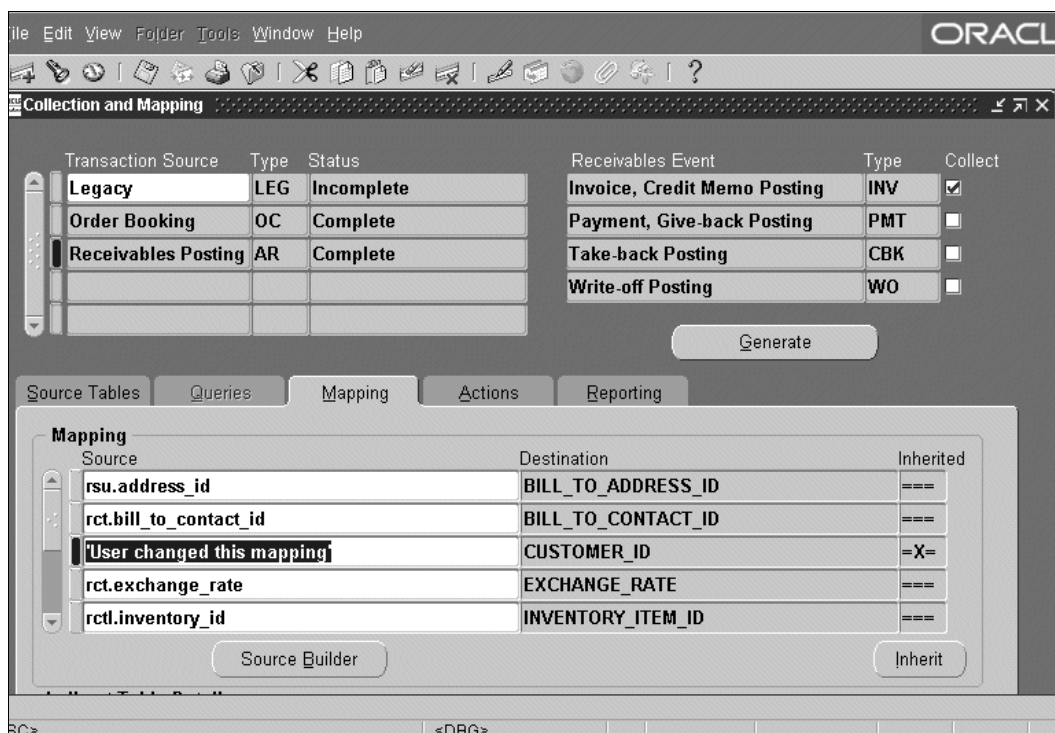 ile Edit View Folder Tools Window Help
ORACL
?
Collection and Mapping
Transaction Source Type Status Receivables Event Type Collect
Legacy LEG Incomplete Invoice, Credit Memo Posting INV
Order Booking OC Complete Payment, Give-back Posting PMT
Receivables Posting AR Complete Take-back Posting CBK
Write-off Posting WO
Generate
Source Tables Queries Mapping Actions Reporting
Mapping
Source Destination Inherited
rsu.address_id BILL_TO_ADDRESS_ID ===
rct.bill_to_contact_id BILL_TO_CONTACT_ID ===
'User changed this mapping' CUSTOMER_ID =X=
rct.exchange_rate EXCHANGE_RATE ===
rctl.inventory_id INVENTORY_ITEM_ID ===
Source Builder Inherit